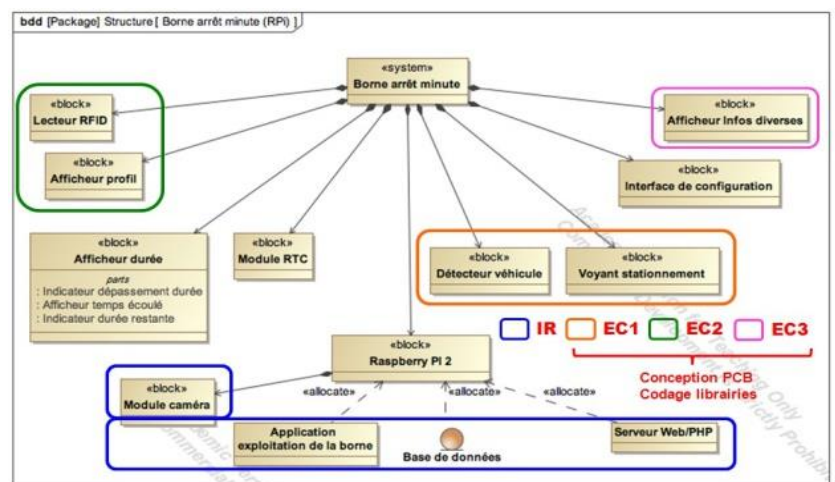 bdd [Package] Structure [ Borne arrêt minute (RPi) ]
«system»
Borne arrêt minute
«block»
Lecteur RFID
«block»
Afficheur profil
«block»
Afficheur Infos diverses
«block»
Interface de configuration
«block»
Afficheur durée
parts
: Indicateur dépassement durée
: Afficheur temps écoulé
: Indicateur durée restante
«block»
Module RTC
«block»
Détecteur véhicule
«block»
Voyant stationnement
IR
EC1
EC2
EC3
Conception PCB
Codage librairies
«block»
Raspberry PI 2
«block»
Module caméra
«allocate»
«allocate»
«allocate»
Application
exploitation de la borne
Base de données
Serveur Web/PHP